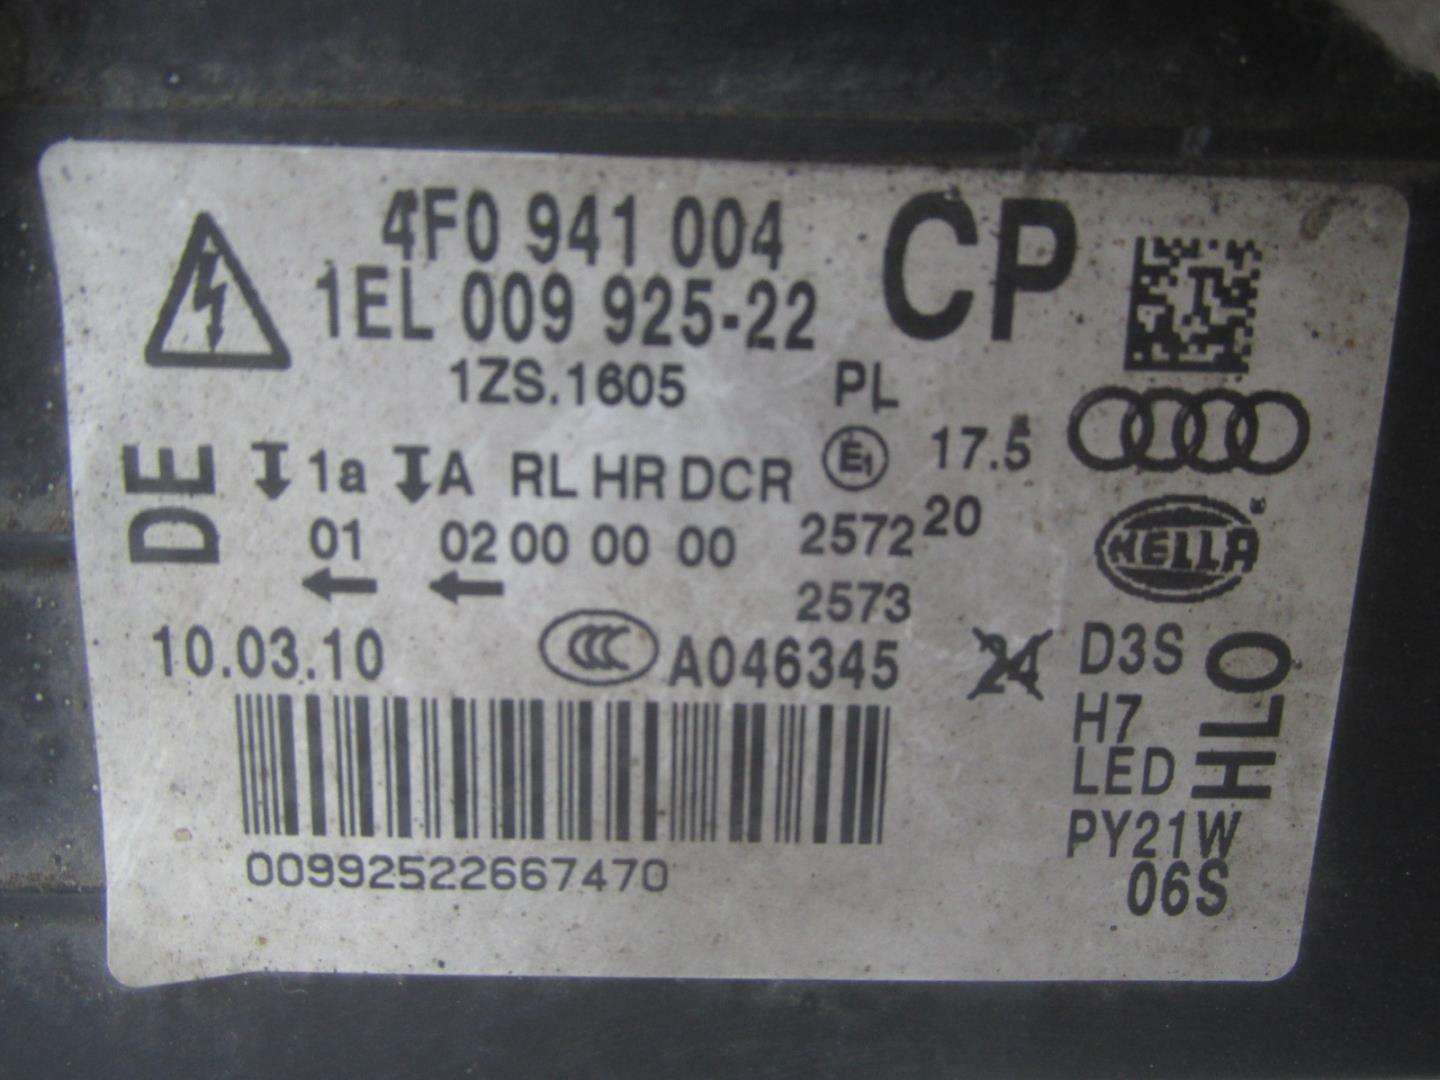 4F0 941 004 CP
1EL 009 925-22
1ZS.1605 PL
DE
1a A RL HR DCR E1 17.5
01 02 00 00 00 2572 20
2573
HELLA
10.03.10 CCC A046345 24 D3S
H7
LED
HLO
PY21W
06S
00992522667470